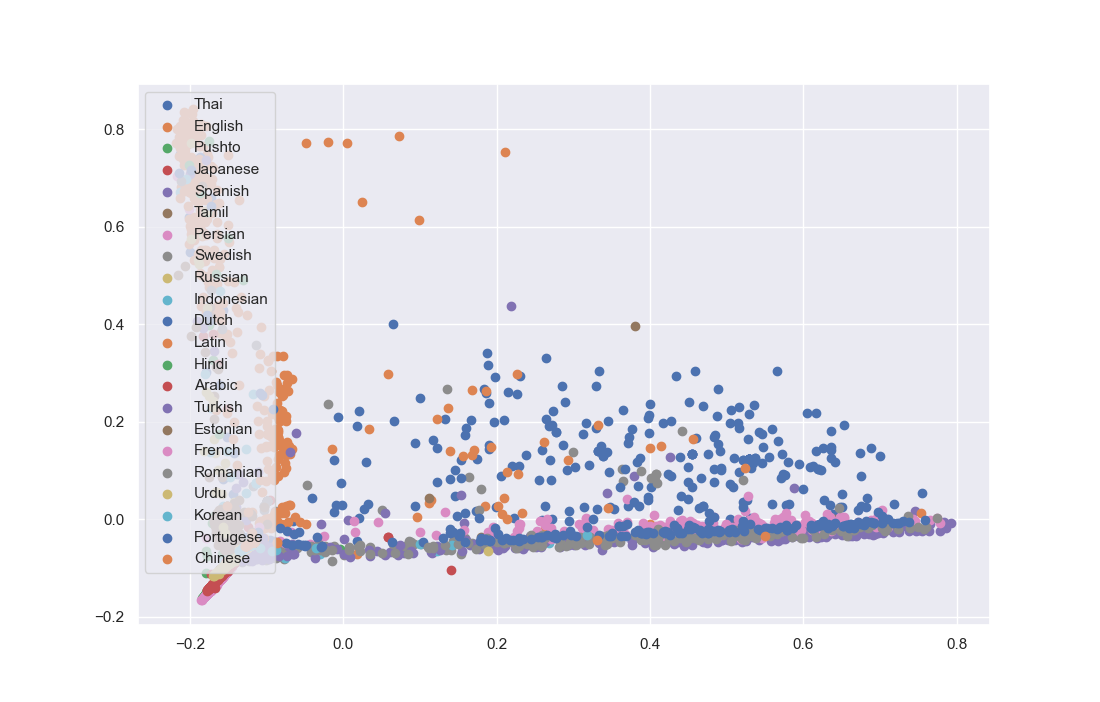 0.8
0.6
0.4
0.2
0.0
−0.2
Thai
English
Pushto
Japanese
Spanish
Tamil
Persian
Swedish
Russian
Indonesian
Dutch
Latin
Hindi
Arabic
Turkish
Estonian
French
Romanian
Urdu
Korean
Portugese
Chinese
−0.2 0.0 0.2 0.4 0.6 0.8